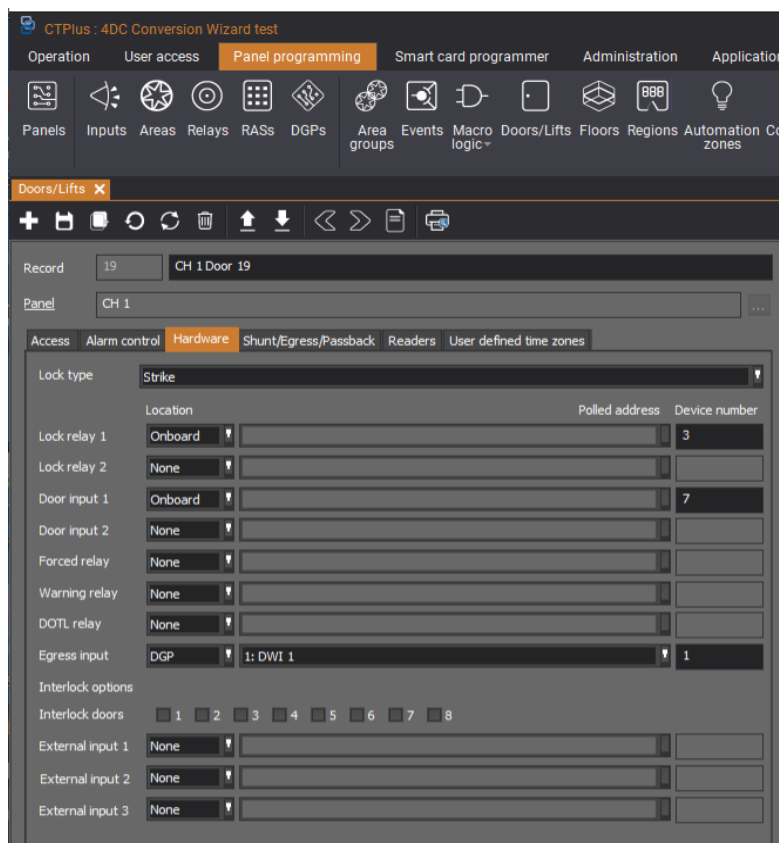 CTPlus : 4DC Conversion Wizard test
Operation User access Panel programming Smart card programmer Administration Application
888
Panels Inputs Areas Relays RASs DGPs Area groups Events Macro logic Doors/Lifts Floors Regions Automation zones Co
Doors/Lifts X
Record 19 CH 1 Door 19
Panel CH 1 ...
Access Alarm control Hardware Shunt/Egress/Passback Readers User defined time zones
Lock type Strike
Location Polled address Device number
Lock relay 1 Onboard 3
Lock relay 2 None
Door input 1 Onboard 7
Door input 2 None
Forced relay None
Warning relay None
DOTL relay None
Egress input DGP 1: DWI 1 1
Interlock options
Interlock doors 1 2 3 4 5 6 7 8
External input 1 None
External input 2 None
External input 3 None